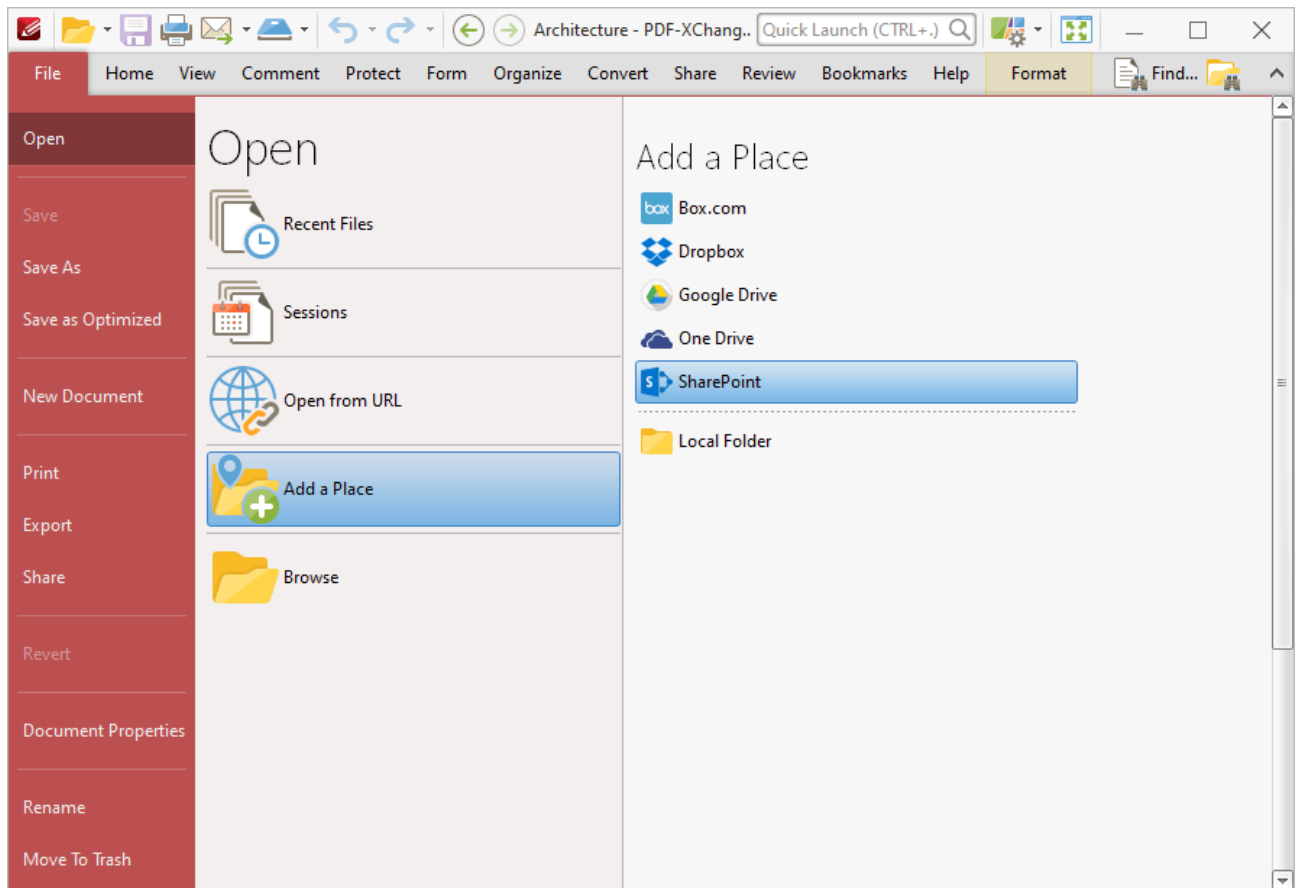 Architecture - PDF-XChang.. Quick Launch (CTRL+.)
File Home View Comment Protect Form Organize Convert Share Review Bookmarks Help Format Find...
Open
Save
Save As
Save as Optimized
New Document
Print
Export
Share
Revert
Document Properties
Rename
Move To Trash
Open
Recent Files
Sessions
Open from URL
Add a Place
Browse
Add a Place
box Box.com
Dropbox
Google Drive
One Drive
S SharePoint
Local Folder